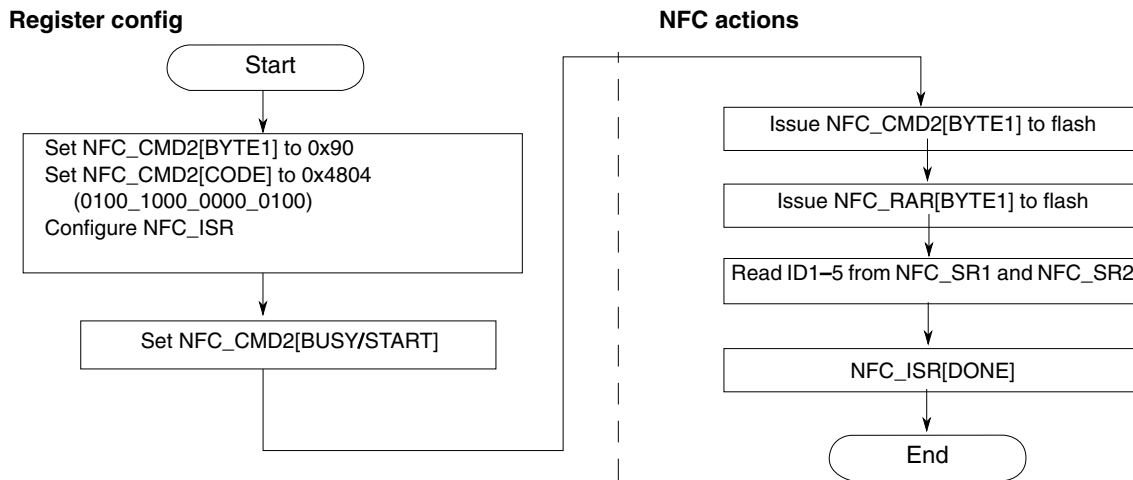 Register config
Start
Set NFC_CMD2[BYTE1] to 0x90
Set NFC_CMD2[CODE] to 0x4804
(0100_1000_0000_0100)
Configure NFC_ISR
Set NFC_CMD2[BUSY/START]
NFC actions
Issue NFC_CMD2[BYTE1] to flash
Issue NFC_RAR[BYTE1] to flash
Read ID1–5 from NFC_SR1 and NFC_SR2
NFC_ISR[DONE]
End